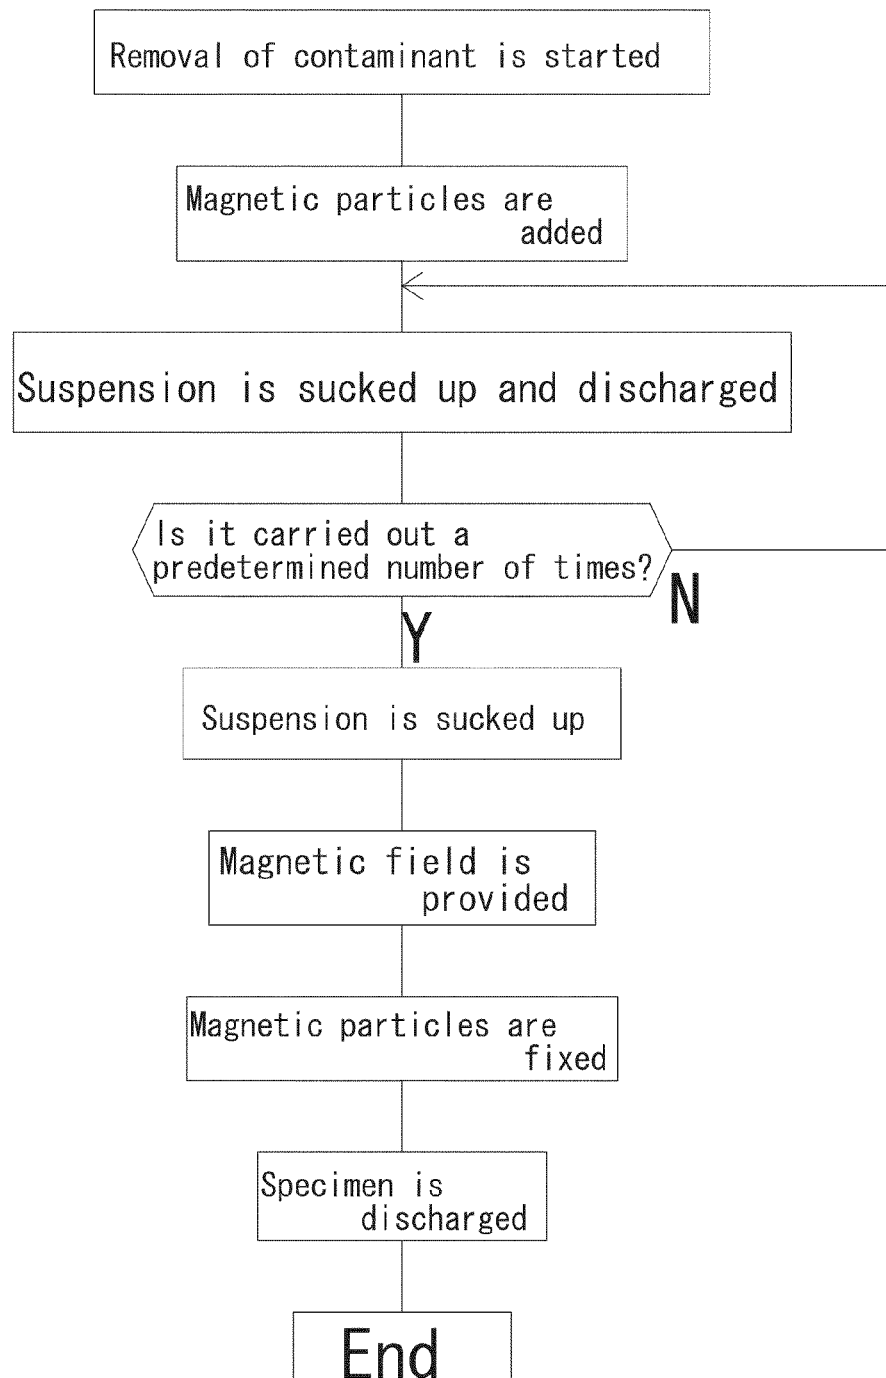 Removal of contaminant is started
Magnetic particles are
added
Suspension is sucked up and discharged
Is it carried out a
predetermined number of times?
N
Y
Suspension is sucked up
Magnetic field is
provided
Magnetic particles are
fixed
Specimen is
discharged
End